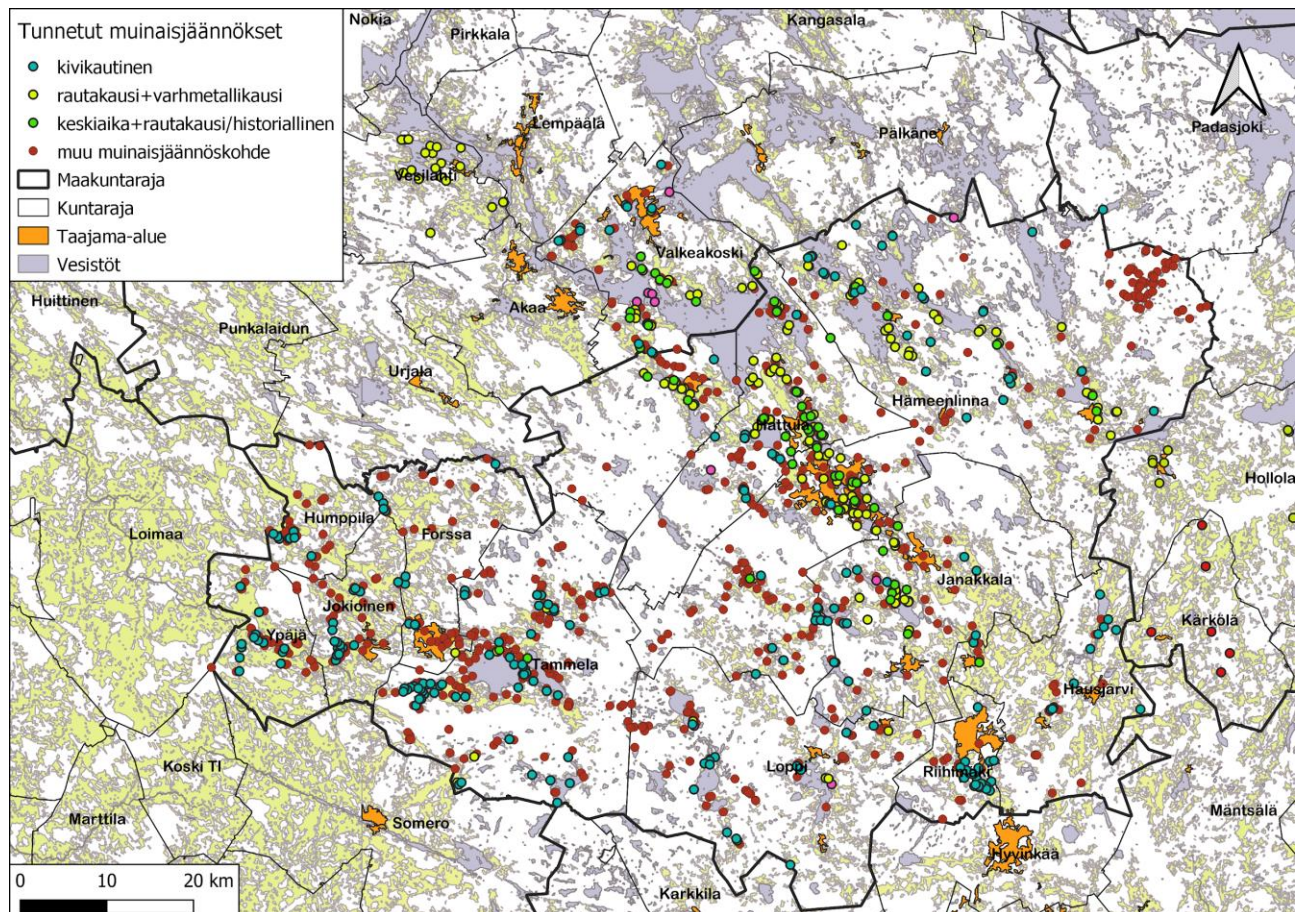 Tunnetut muinaisjäännökset
kivikautinen
rautakausi+varhmetallikausi
keskiaika+rautakausi/historiallinen
muu muinaisjäännöskohde
Maakuntaraja
Kuntaraja
Taajama-alue
Vesistöt
Nokia
Pirkkala
Kangasala
Lempäälä
Pälkäne
Padasjoki
Vesilahti
Valkeakoski
Huittinen
Akaa
Punkalaidun
Urjala
Hämeenlinna
Hattula
Hollola
Loimaa
Humppila
Forssa
Janakkala
Jokioinen
Kärkölä
Ypäjä
Tammela
Hausjärvi
Koski Tl
Loppi
Riihimäki
Marttila
Somero
Mäntsälä
Hyvinkää
Karkkila
0 10 20 km